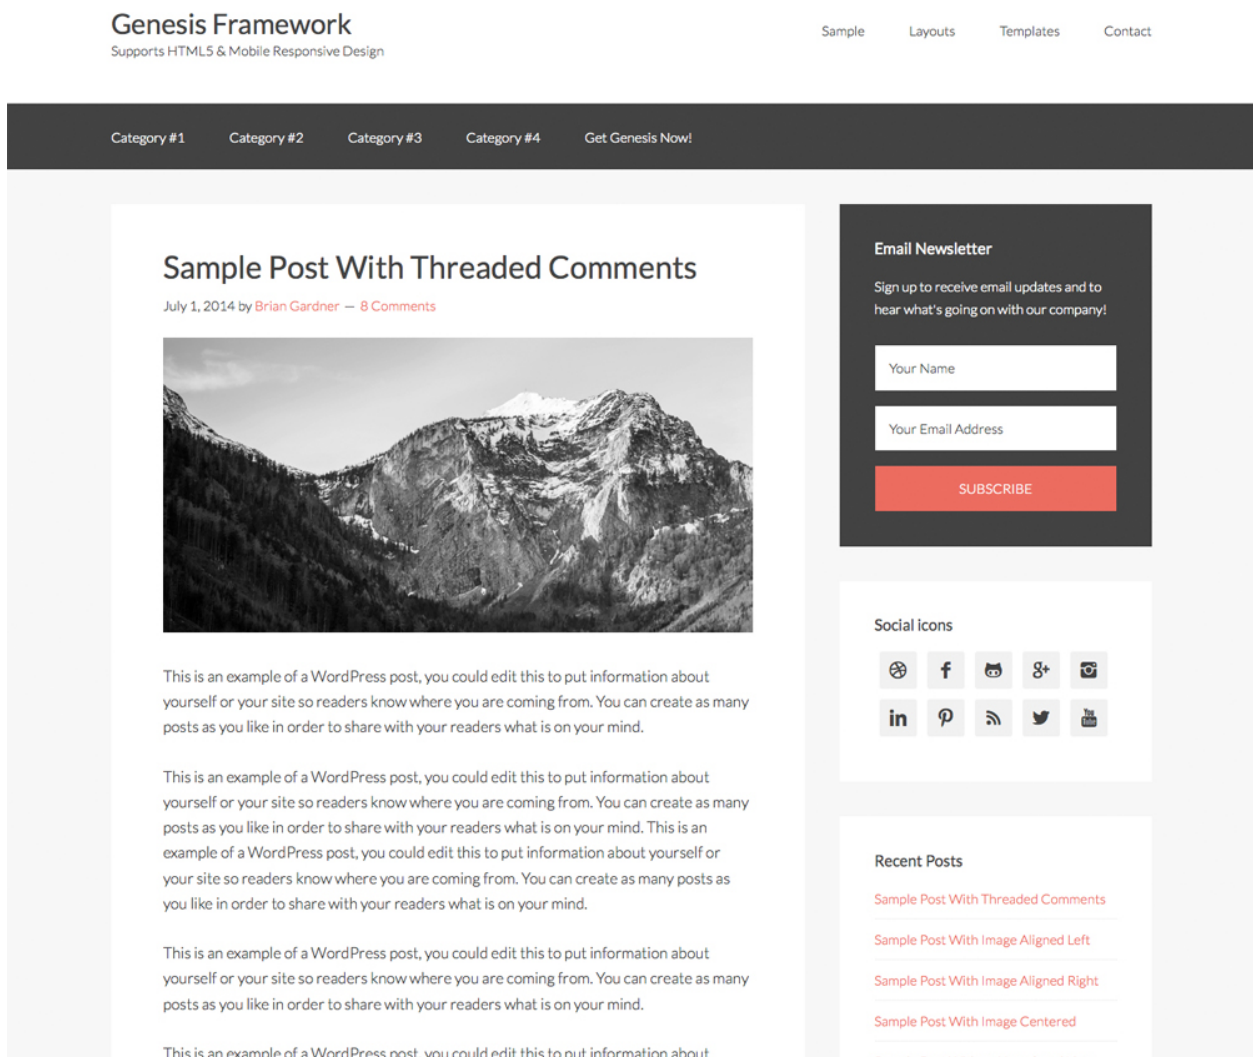 Genesis Framework
Supports HTML5 & Mobile Responsive Design
Sample Layouts Templates Contact
Category #1 Category #2 Category #3 Category #4 Get Genesis Now!
Sample Post With Threaded Comments
July 1, 2014 by Brian Gardner — 8 Comments
This is an example of a WordPress post, you could edit this to put information about
yourself or your site so readers know where you are coming from. You can create as many
posts as you like in order to share with your readers what is on your mind.
This is an example of a WordPress post, you could edit this to put information about
yourself or your site so readers know where you are coming from. You can create as many
posts as you like in order to share with your readers what is on your mind. This is an
example of a WordPress post, you could edit this to put information about yourself or
your site so readers know where you are coming from. You can create as many posts as
you like in order to share with your readers what is on your mind.
This is an example of a WordPress post, you could edit this to put information about
yourself or your site so readers know where you are coming from. You can create as many
posts as you like in order to share with your readers what is on your mind.
This is an example of a WordPress post, you could edit this to put information about
Email Newsletter
Sign up to receive email updates and to
hear what's going on with our company!
Your Name
Your Email Address
SUBSCRIBE
Social icons
f g+
in You Tube
Recent Posts
Sample Post With Threaded Comments
Sample Post With Image Aligned Left
Sample Post With Image Aligned Right
Sample Post With Image Centered